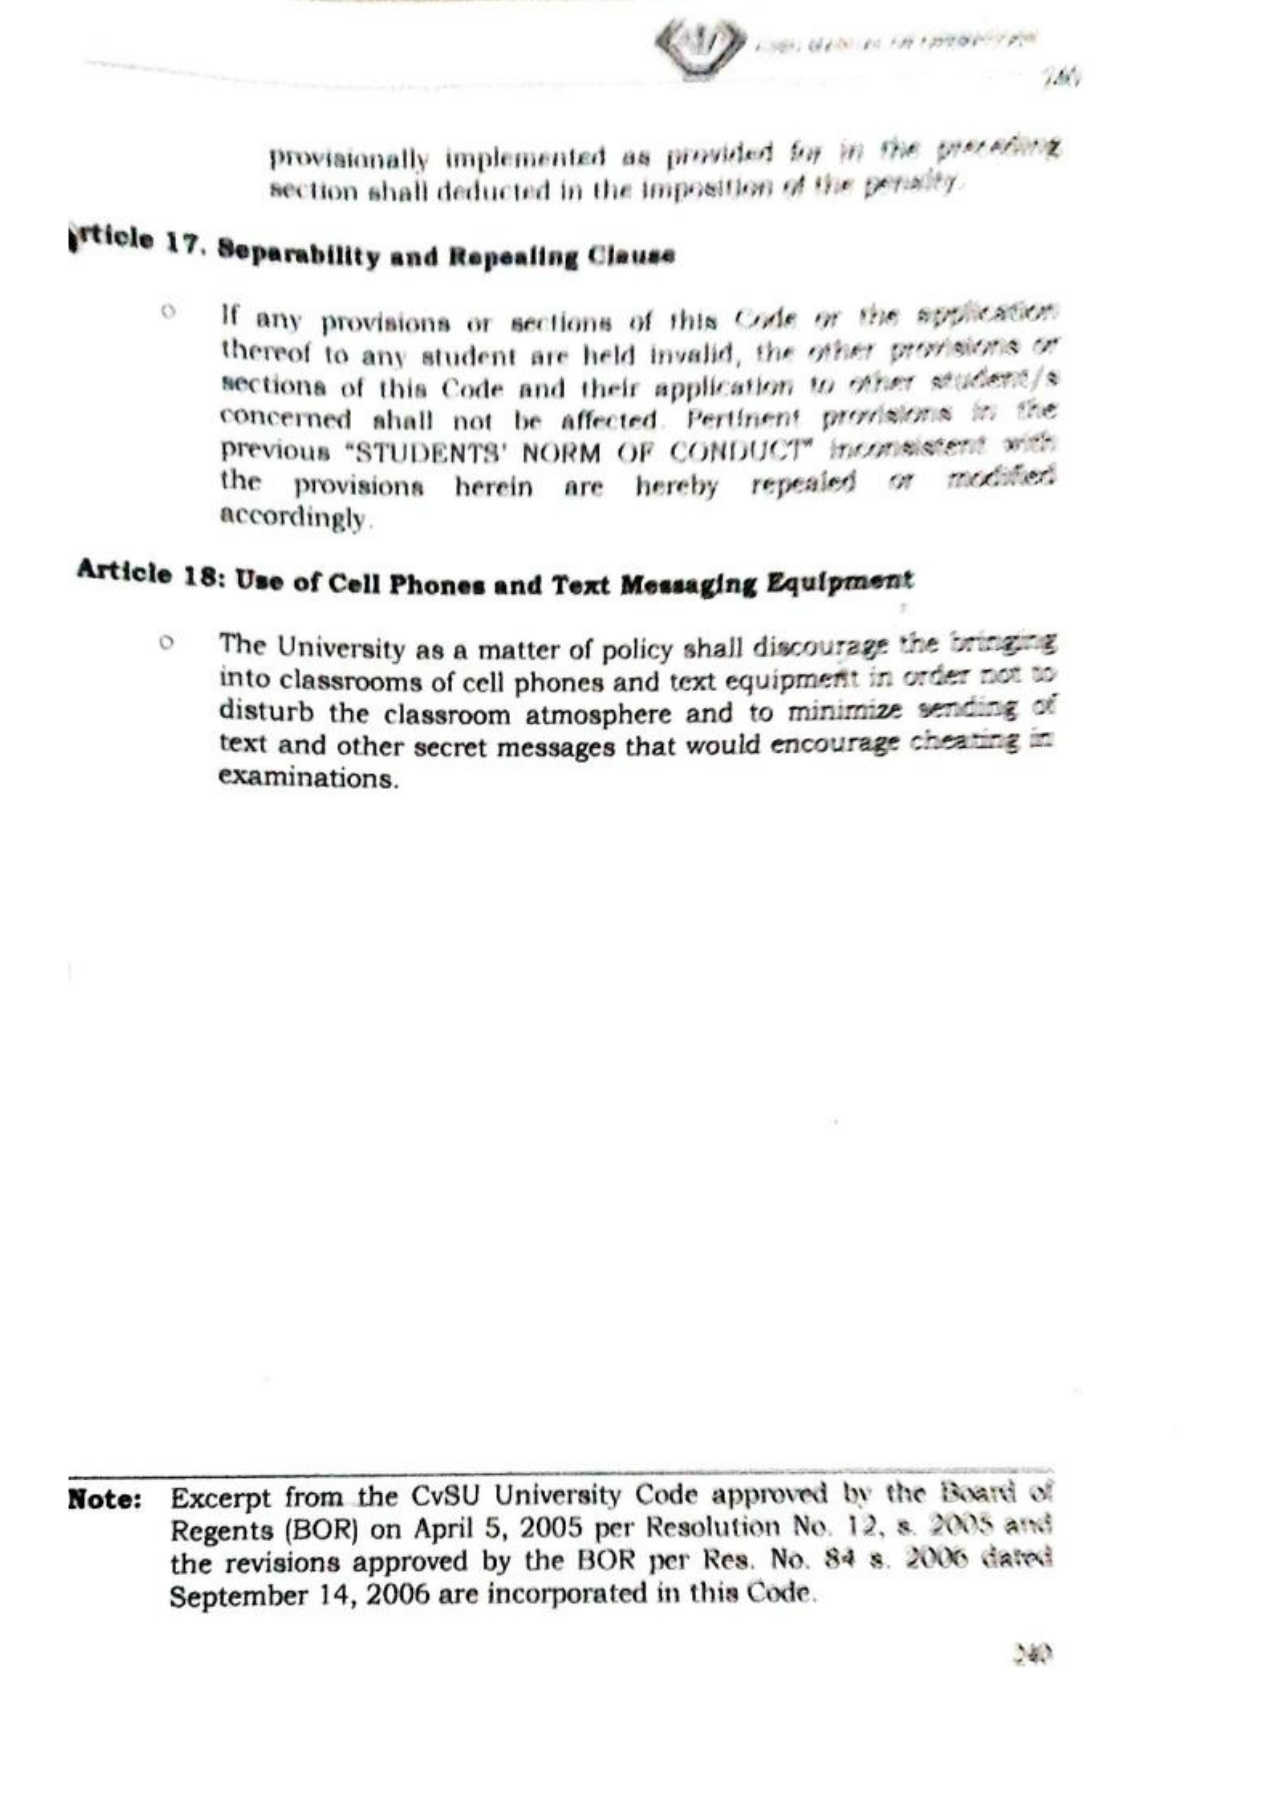 provisionally implemented as provided for in the preceding
section shall deducted in the imposition of the penalty.
rticle 17. Separability and Repealing Clause
o If any provisions or sections of this Code or the application
thereof to any student are held invalid, the other provisions or
sections of this Code and their application to other student/s
concerned shall not be affected. Pertinent provisions in the
previous "STUDENTS' NORM OF CONDUCT" inconsistent with
the provisions herein are hereby repealed or modified
accordingly.
Article 18: Use of Cell Phones and Text Messaging Equipment
o The University as a matter of policy shall discourage the bringing
into classrooms of cell phones and text equipment in order not to
disturb the classroom atmosphere and to minimize sending of
text and other secret messages that would encourage cheating in
examinations.
Note: Excerpt from the CvSU University Code approved by the Board of
Regents (BOR) on April 5, 2005 per Resolution No. 12, s. 2005 and
the revisions approved by the BOR per Res. No. 84 s. 2006 dated
September 14, 2006 are incorporated in this Code.
240